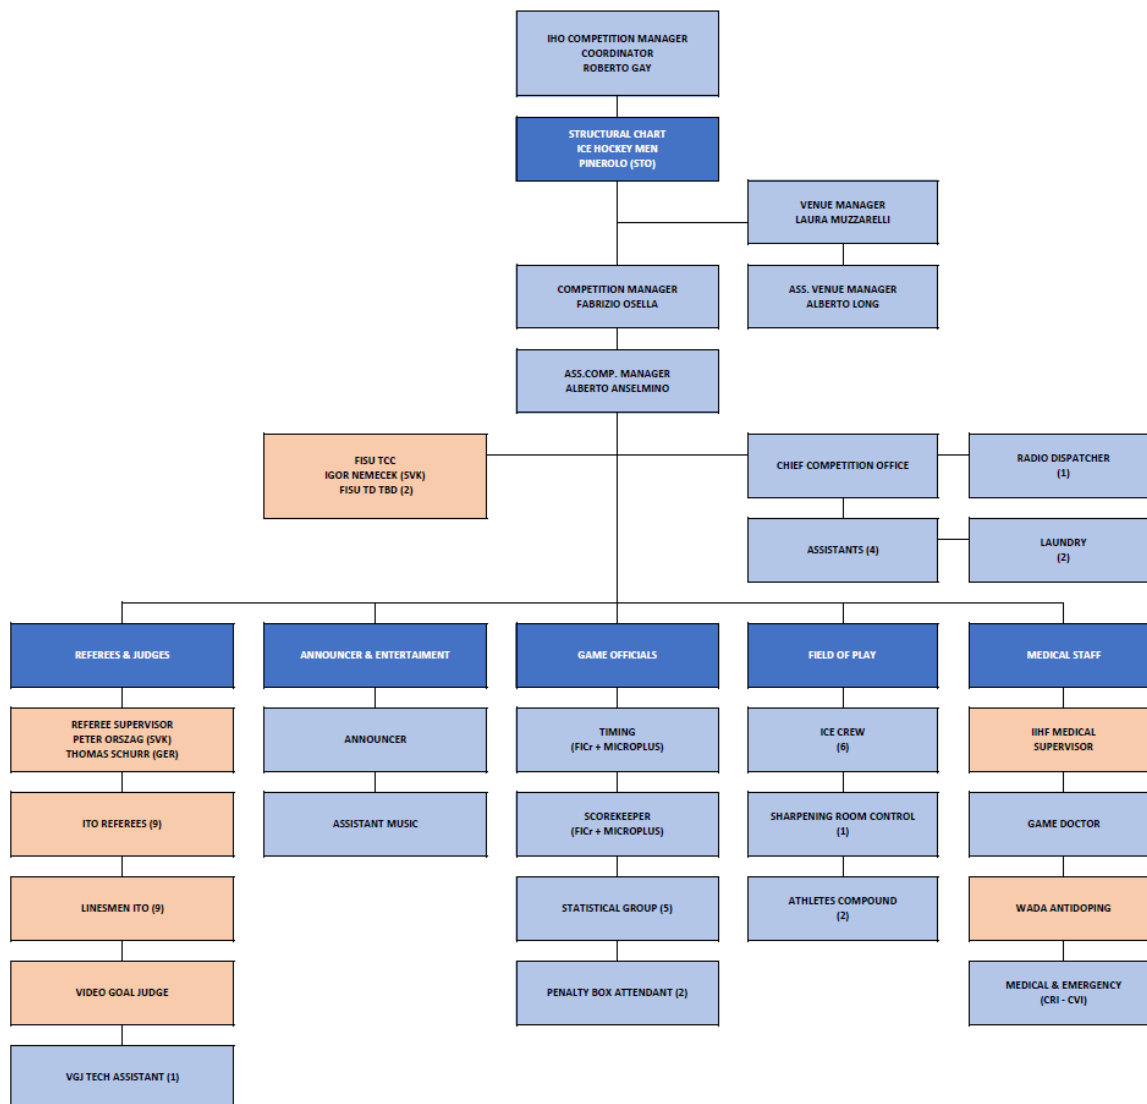 IHO COMPETITION MANAGER
COORDINATOR
ROBERTO GAY
STRUCTURAL CHART
ICE HOCKEY MEN
PINEROLO (STO)
VENUE MANAGER
LAURA MUZZARELLI
COMPETITION MANAGER
FABRIZIO OSELLA
ASS. VENUE MANAGER
ALBERTO LONG
ASS.COMP. MANAGER
ALBERTO ANSELMINO
FISU TCC
IGOR NEMECEK (SVK)
FISU TD TBD (2)
CHIEF COMPETITION OFFICE
RADIO DISPATCHER
(1)
ASSISTANTS (4)
LAUNDRY
(2)
REFEREES & JUDGES
ANNOUNCER & ENTERTAIMENT
GAME OFFICIALS
FIELD OF PLAY
MEDICAL STAFF
REFEREE SUPERVISOR
PETER ORSZAG (SVK)
THOMAS SCHURR (GER)
ANNOUNCER
TIMING
(FICr + MICROPLUS)
ICE CREW
(6)
IIHF MEDICAL
SUPERVISOR
ITO REFEREES (9)
ASSISTANT MUSIC
SCOREKEEPER
(FICr + MICROPLUS)
SHARPENING ROOM CONTROL
(1)
GAME DOCTOR
LINESMEN ITO (9)
STATISTICAL GROUP (5)
ATHLETES COMPOUND
(2)
WADA ANTIDOPING
VIDEO GOAL JUDGE
PENALTY BOX ATTENDANT (2)
MEDICAL & EMERGENCY
(CRI - CVI)
VGJ TECH ASSISTANT (1)